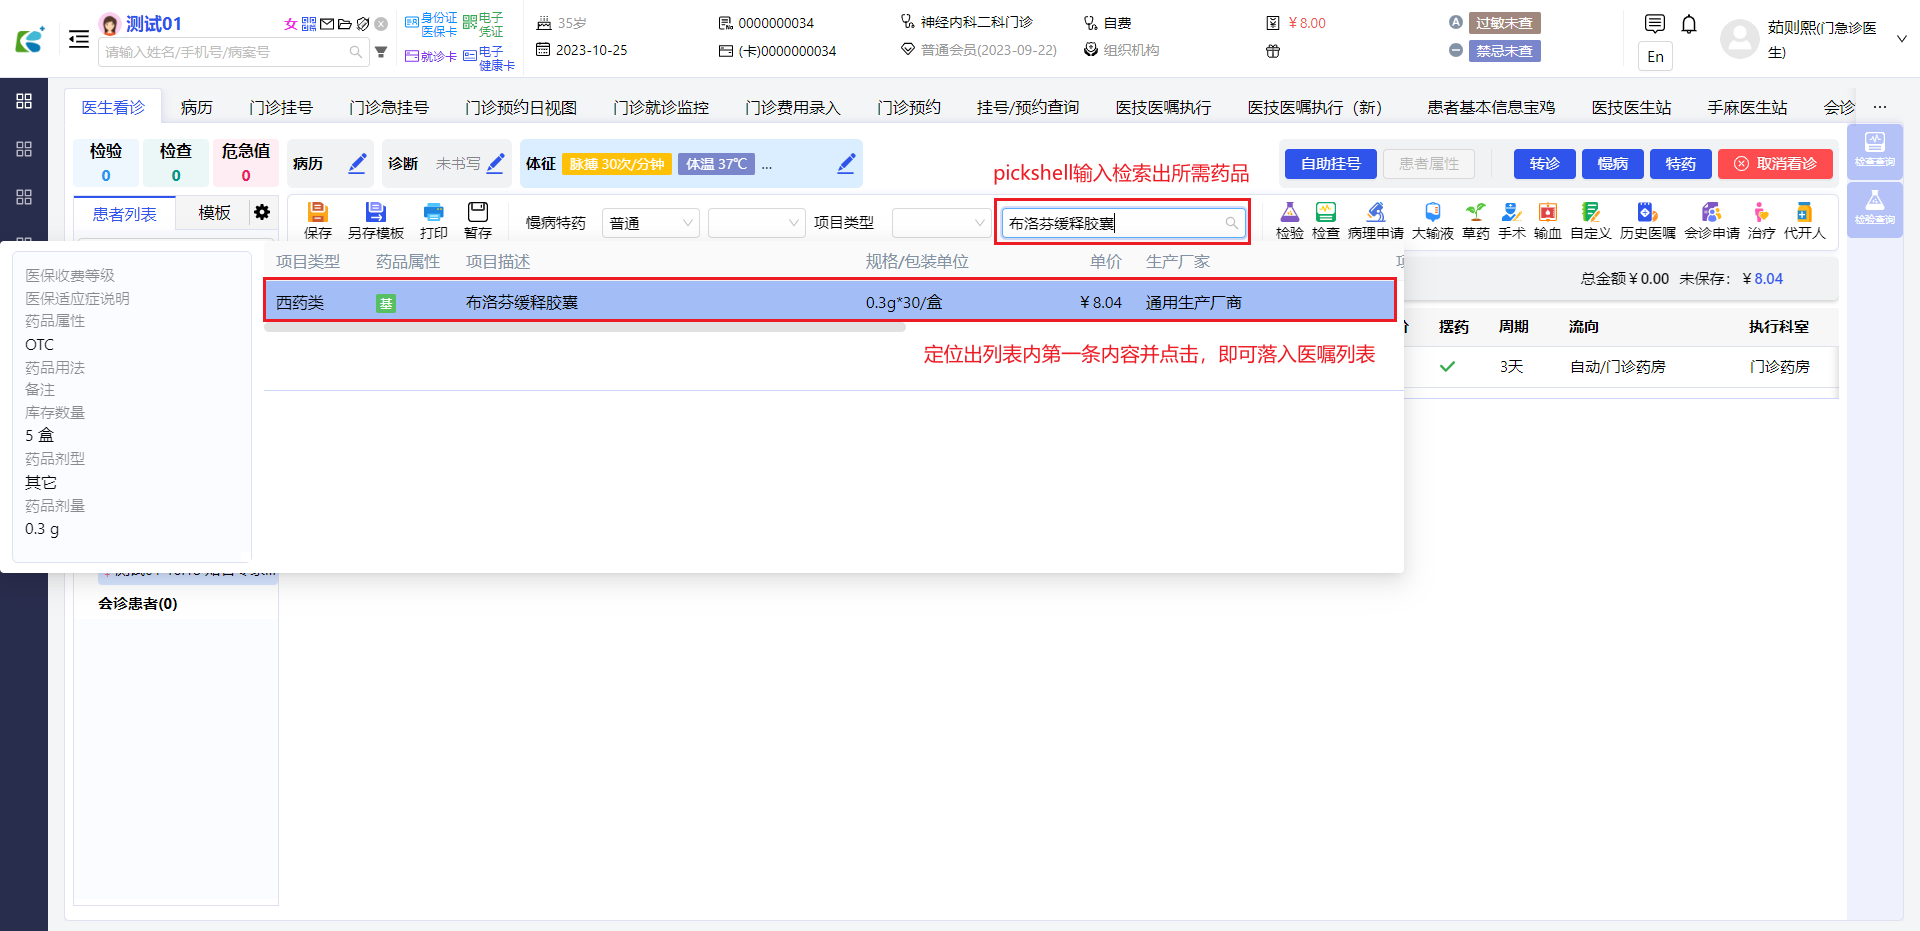 测试01
女
请输入姓名/手机号/病案号
身份证
医保卡
电子
凭证
就诊卡
电子
健康卡
35岁
2023-10-25
0000000034
(卡)0000000034
神经内科二科门诊
普通会员(2023-09-22)
自费
组织机构
¥8.00
A 过敏未查
禁忌未查
En
茹则熙(门急诊医
生)
医生看诊
病历
门诊挂号
门诊急挂号
门诊预约日视图
门诊就诊监控
门诊费用录入
门诊预约
挂号/预约查询
医技医嘱执行
医技医嘱执行（新）
患者基本信息宝鸡
医技医生站
手麻医生站
会诊
...
检验
0
检查
0
危急值
0
病历
诊断 未书写
体征 脉搏 30次/分钟 体温 37℃ ...
pickshell输入检索出所需药品
自助挂号
患者属性
转诊
慢病
特药
取消看诊
检查查询
检验查询
患者列表
模板
保存
另存模板
打印
暂存
慢病特药 普通
项目类型
布洛芬缓释胶囊
检验
检查
病理申请
大输液
草药
手术
输血
自定义
历史医嘱
会诊申请
治疗
代开人
总金额¥0.00 未保存：¥8.04
项目类型 药品属性 项目描述 规格/包装单位 单价 生产厂家
西药类 基 布洛芬缓释胶囊 0.3g*30/盒 ¥8.04 通用生产厂商
定位出列表内第一条内容并点击，即可落入医嘱列表
摆药 周期 流向 执行科室
3天 自动/门诊药房 门诊药房
医保收费等级
医保适应症说明
药品属性
OTC
药品用法
备注
库存数量
5 盒
药品剂型
其它
药品剂量
0.3 g
会诊患者(0)